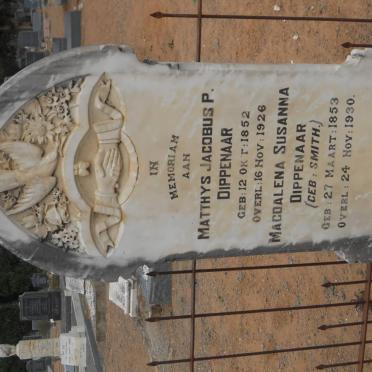 IN
MEMORIAM
AAN
MATTHYS JACOBUS P.
DIPPENAAR
GEB: 12 OKT: 1852
OVERL: 16 NOV: 1926
MAGDALENA SUSANNA
DIPPENAAR
(GEB: SMITH.)
GEB: 27 MAART: 1853
OVERL: 24 NOV: 1930.